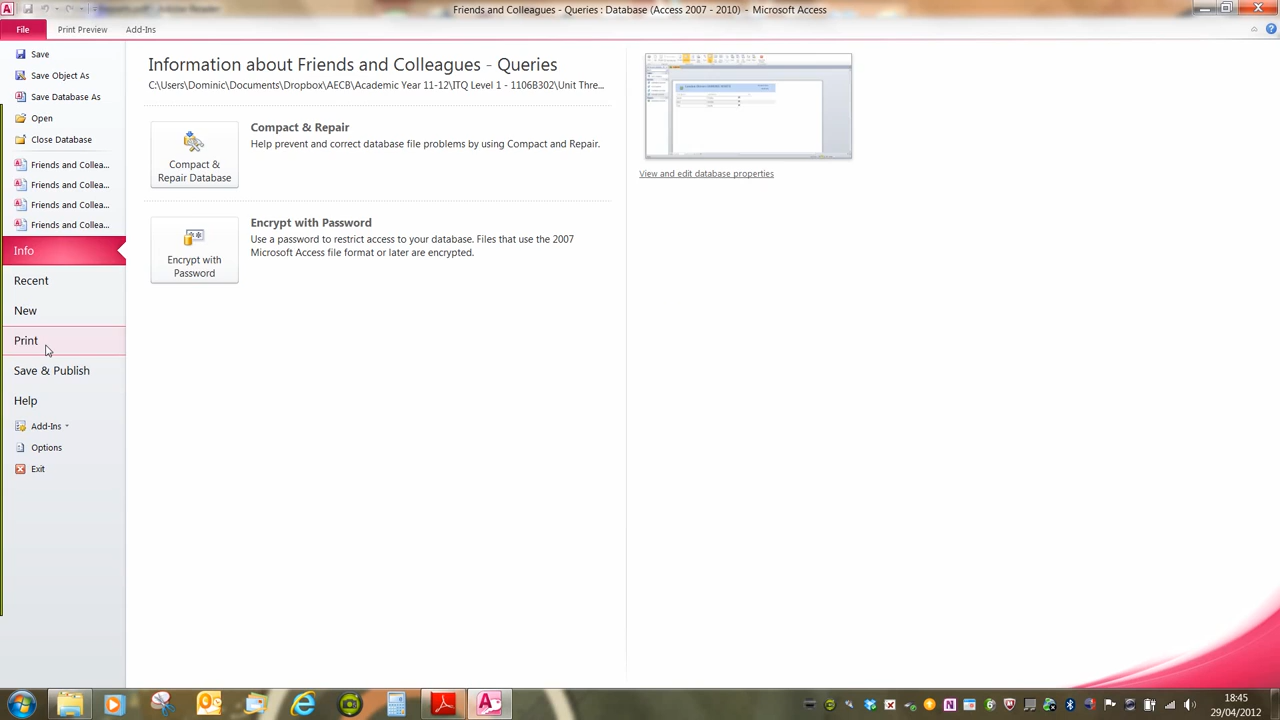 Friends and Colleagues - Queries : Database (Access 2007 - 2010) - Microsoft Access
File
Print Preview
Add-Ins
Save
Save Object As
Save Database As
Open
Close Database
Friends and Collea...
Friends and Collea...
Friends and Collea...
Friends and Collea...
Info
Recent
New
Print
Save & Publish
Help
Add-Ins
Options
Exit
Information about Friends and Colleagues - Queries
C:\Users\Dominic\Documents\Dropbox\AECB\Academic Year 11-12\ITQ Level 1 - 1106B302\Unit Thre...
Compact & Repair Database
Compact & Repair
Help prevent and correct database file problems by using Compact and Repair.
Encrypt with Password
Encrypt with Password
Use a password to restrict access to your database. Files that use the 2007
Microsoft Access file format or later are encrypted.
View and edit database properties
18:45
29/04/2012